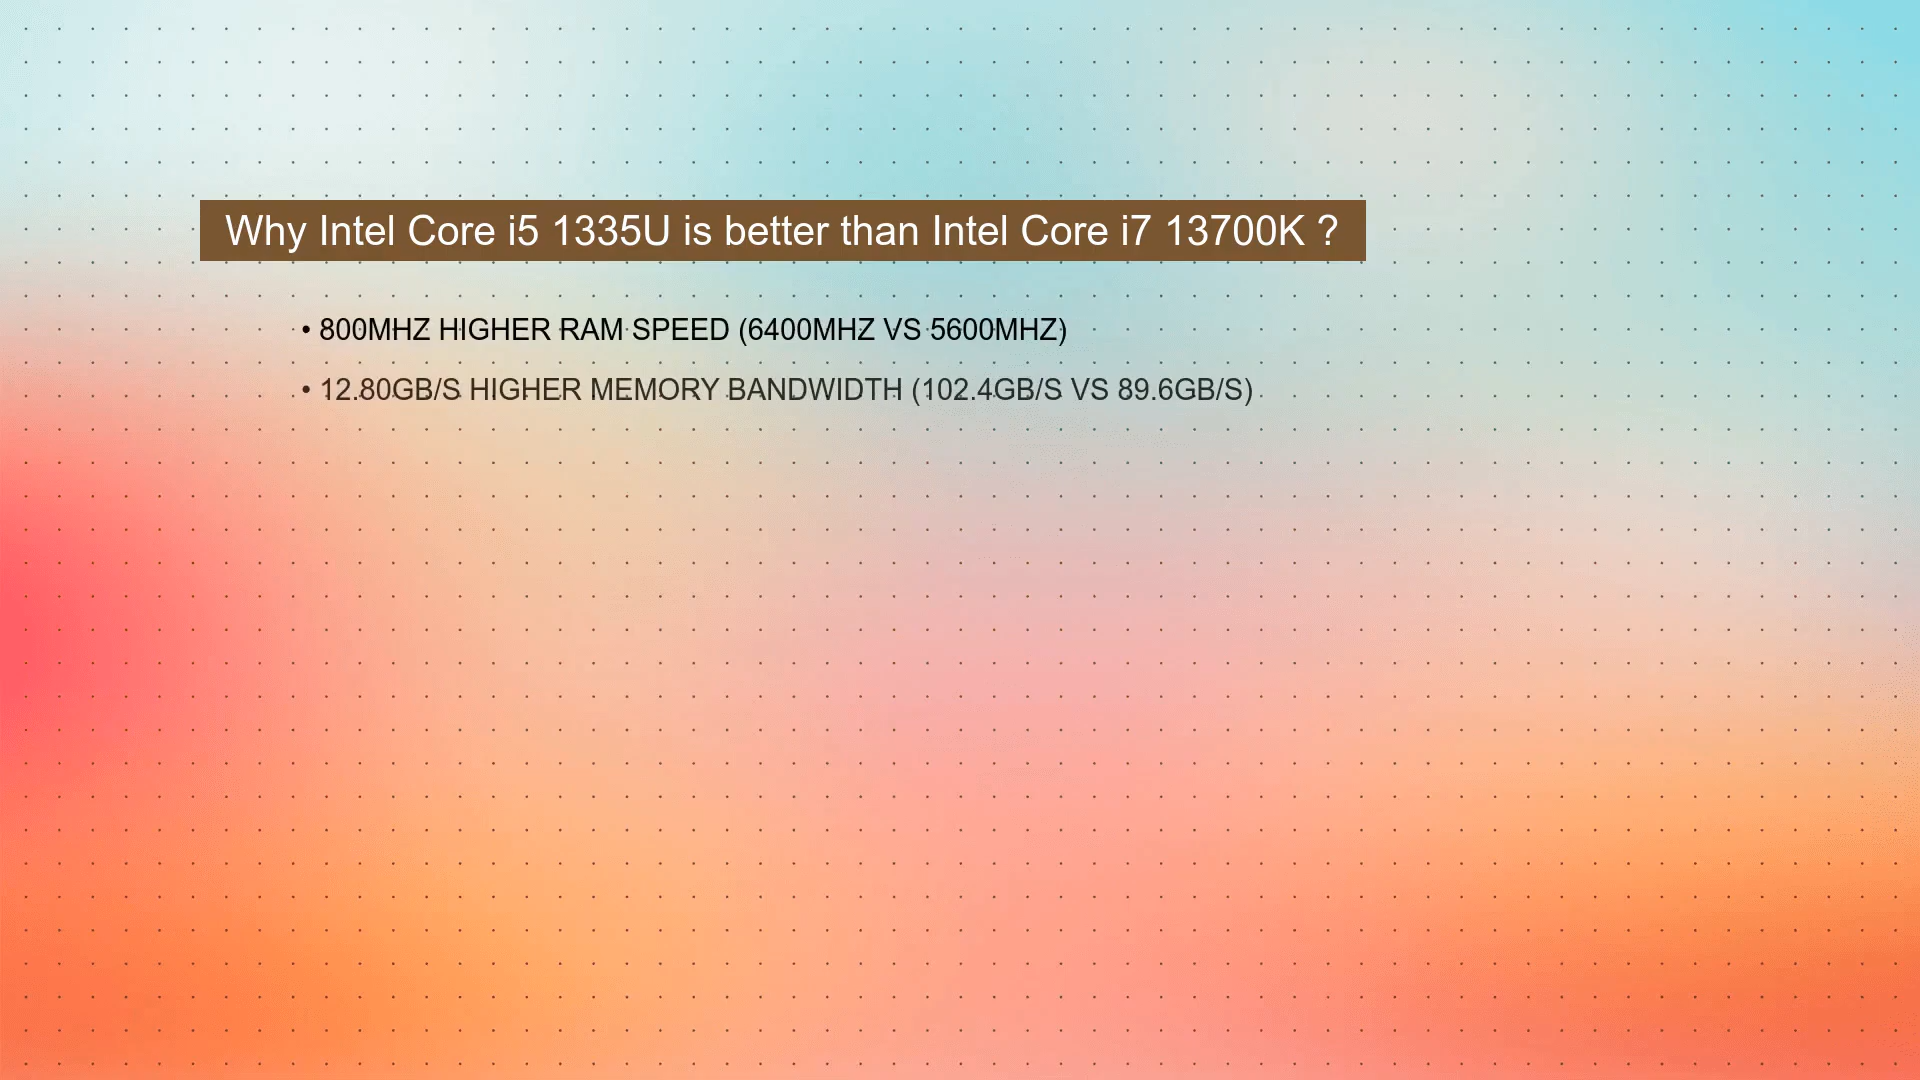 Why Intel Core i5 1335U is better than Intel Core i7 13700K ?
• 800MHZ HIGHER RAM SPEED (6400MHZ VS 5600MHZ)
• 12.80GB/S HIGHER MEMORY BANDWIDTH (102.4GB/S VS 89.6GB/S)